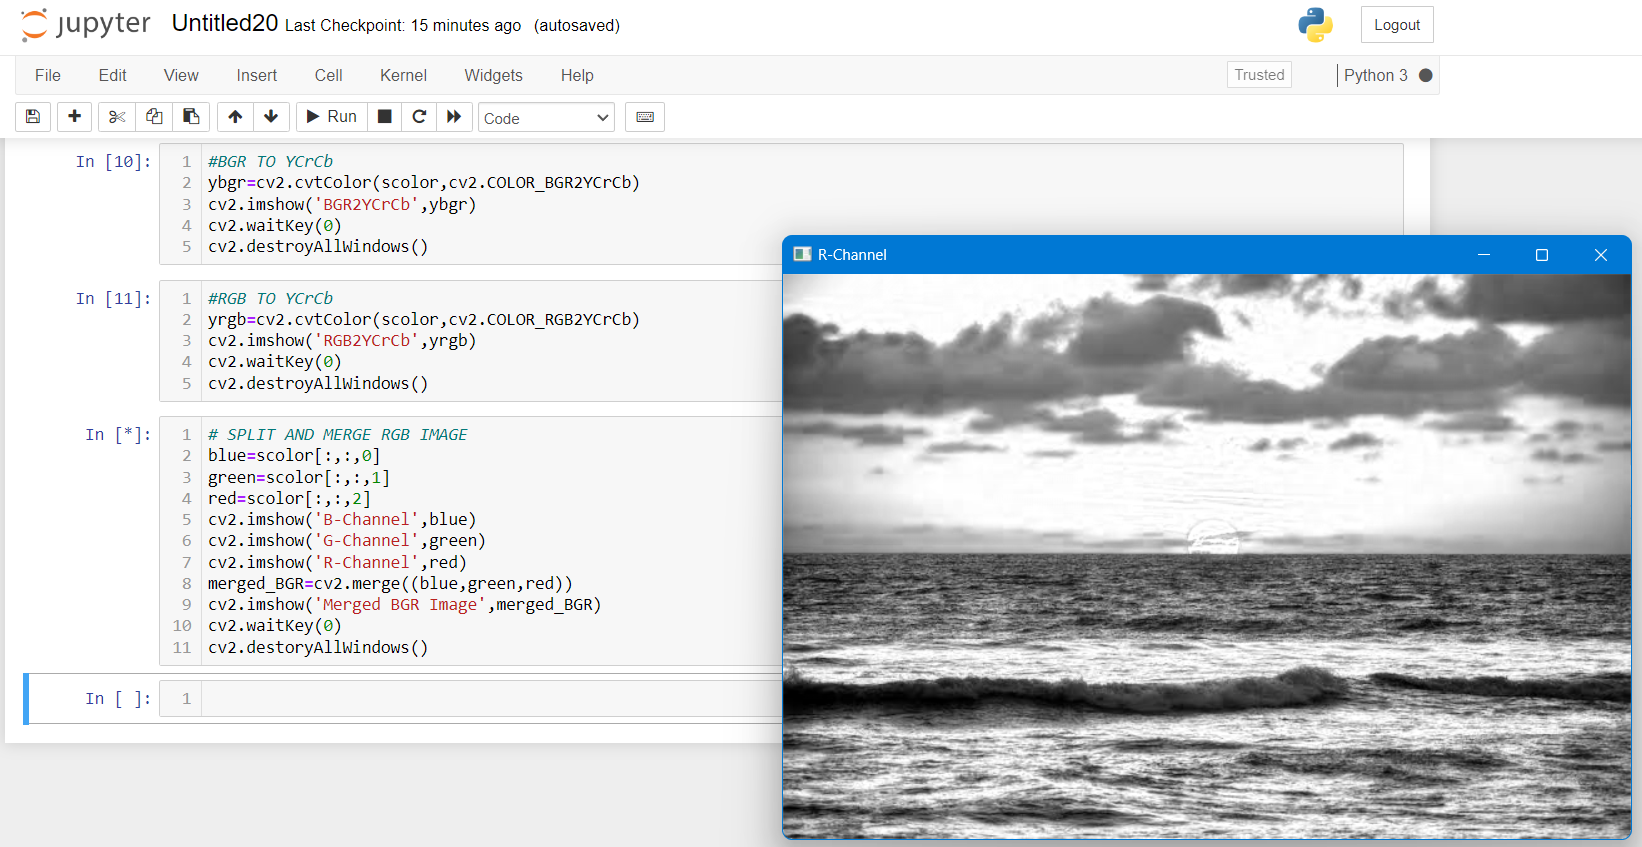 jupyter Untitled20 Last Checkpoint: 15 minutes ago (autosaved)
Logout
File Edit View Insert Cell Kernel Widgets Help
Trusted
Python 3
Run
Code
In [10]:
1 #BGR TO YCrCb
2 ybgr=cv2.cvtColor(scolor,cv2.COLOR_BGR2YCrCb)
3 cv2.imshow('BGR2YCrCb',ybgr)
4 cv2.waitKey(0)
5 cv2.destroyAllWindows()
In [11]:
1 #RGB TO YCrCb
2 yrgb=cv2.cvtColor(scolor,cv2.COLOR_RGB2YCrCb)
3 cv2.imshow('RGB2YCrCb',yrgb)
4 cv2.waitKey(0)
5 cv2.destroyAllWindows()
In [*]:
1 # SPLIT AND MERGE RGB IMAGE
2 blue=scolor[:,:,0]
3 green=scolor[:,:,1]
4 red=scolor[:,:,2]
5 cv2.imshow('B-Channel',blue)
6 cv2.imshow('G-Channel',green)
7 cv2.imshow('R-Channel',red)
8 merged_BGR=cv2.merge((blue,green,red))
9 cv2.imshow('Merged BGR Image',merged_BGR)
10 cv2.waitKey(0)
11 cv2.destoryAllWindows()
In [ ]:
1
R-Channel